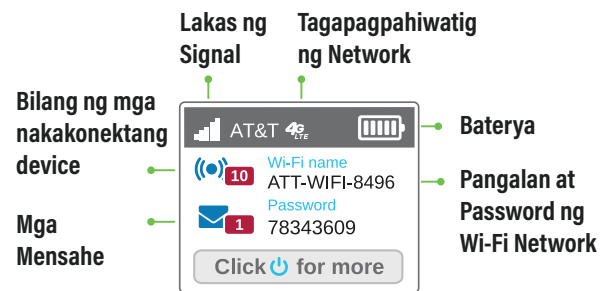 Lakas ng
Signal
Tagapagpahiwatig
ng Network
Bilang ng mga
nakakonektang
device
Mga
Mensahe
AT&T 4G LTE
10
Wi-Fi name
ATT-WIFI-8496
1
Password
78343609
Click for more
Baterya
Pangalan at
Password ng
Wi-Fi Network